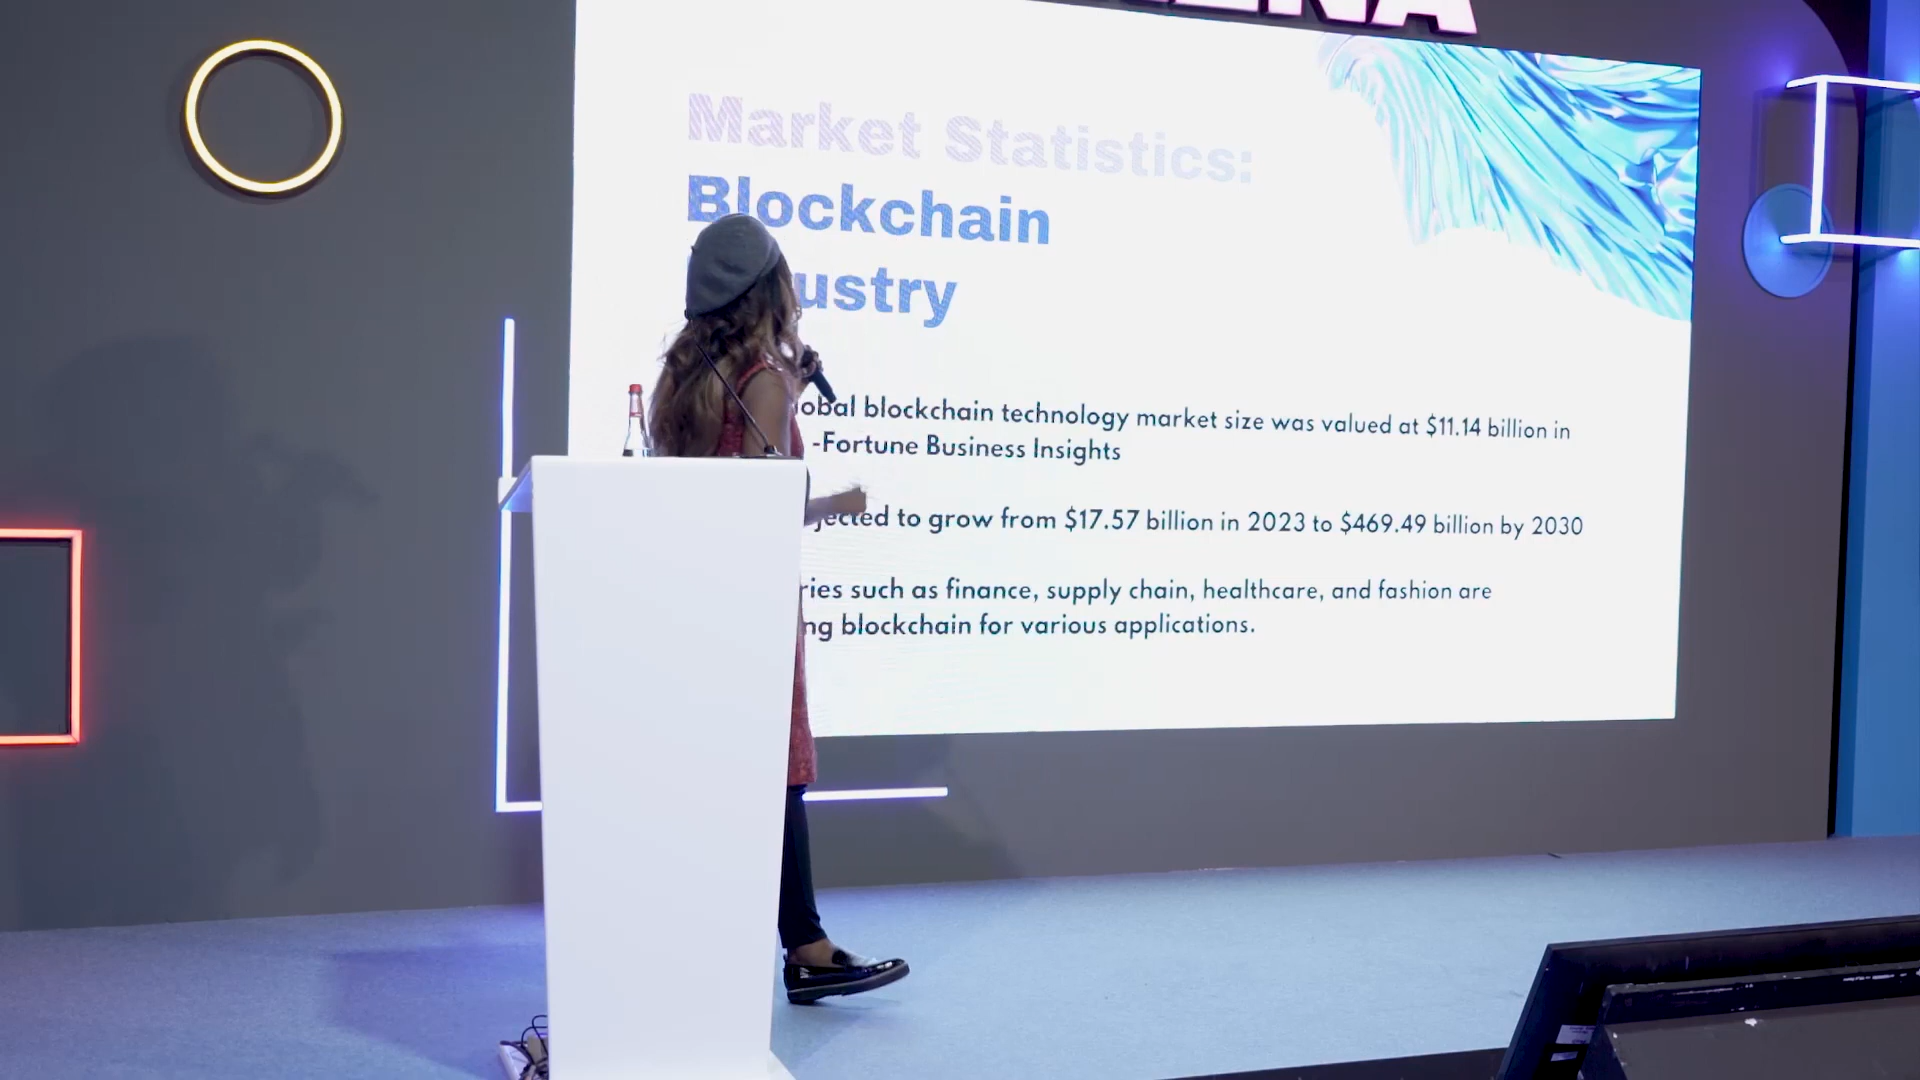 Market Statistics:
Blockchain
ustry
obal blockchain technology market size was valued at $11.14 billion in
-Fortune Business Insights
jected to grow from $17.57 billion in 2023 to $469.49 billion by 2030
ries such as finance, supply chain, healthcare, and fashion are
ng blockchain for various applications.